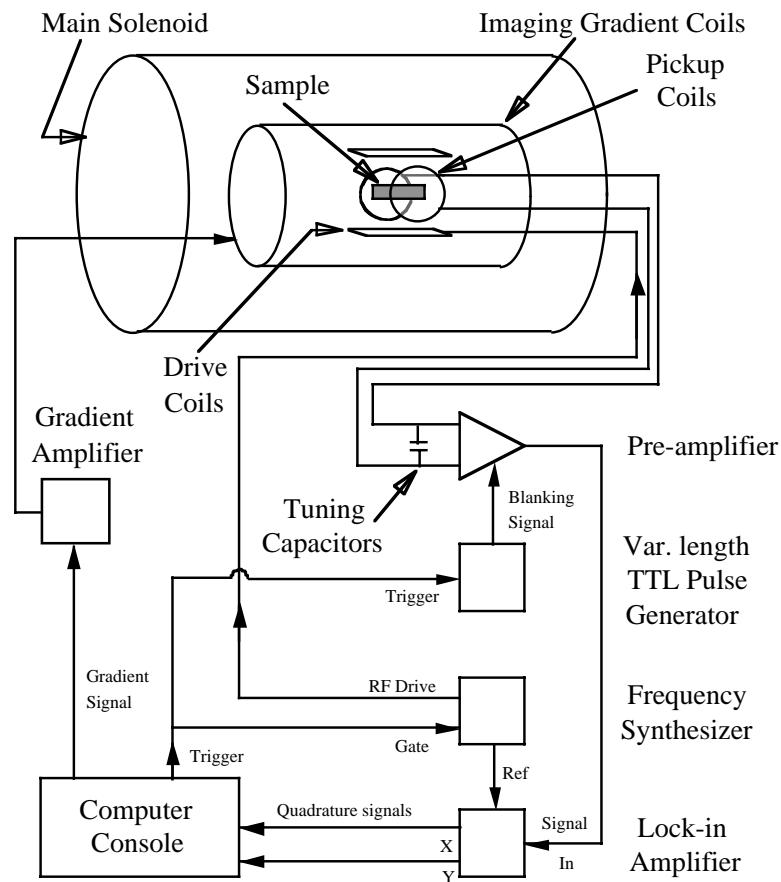 Main Solenoid
Imaging Gradient Coils
Sample
Pickup
Coils
Drive
Coils
Gradient
Amplifier
Pre-amplifier
Tuning
Capacitors
Blanking
Signal
Var. length
TTL Pulse
Generator
Trigger
Gradient
Signal
RF Drive
Frequency
Synthesizer
Gate
Trigger
Ref
Computer
Console
Quadrature signals
X
Y
Signal
In
Lock-in
Amplifier